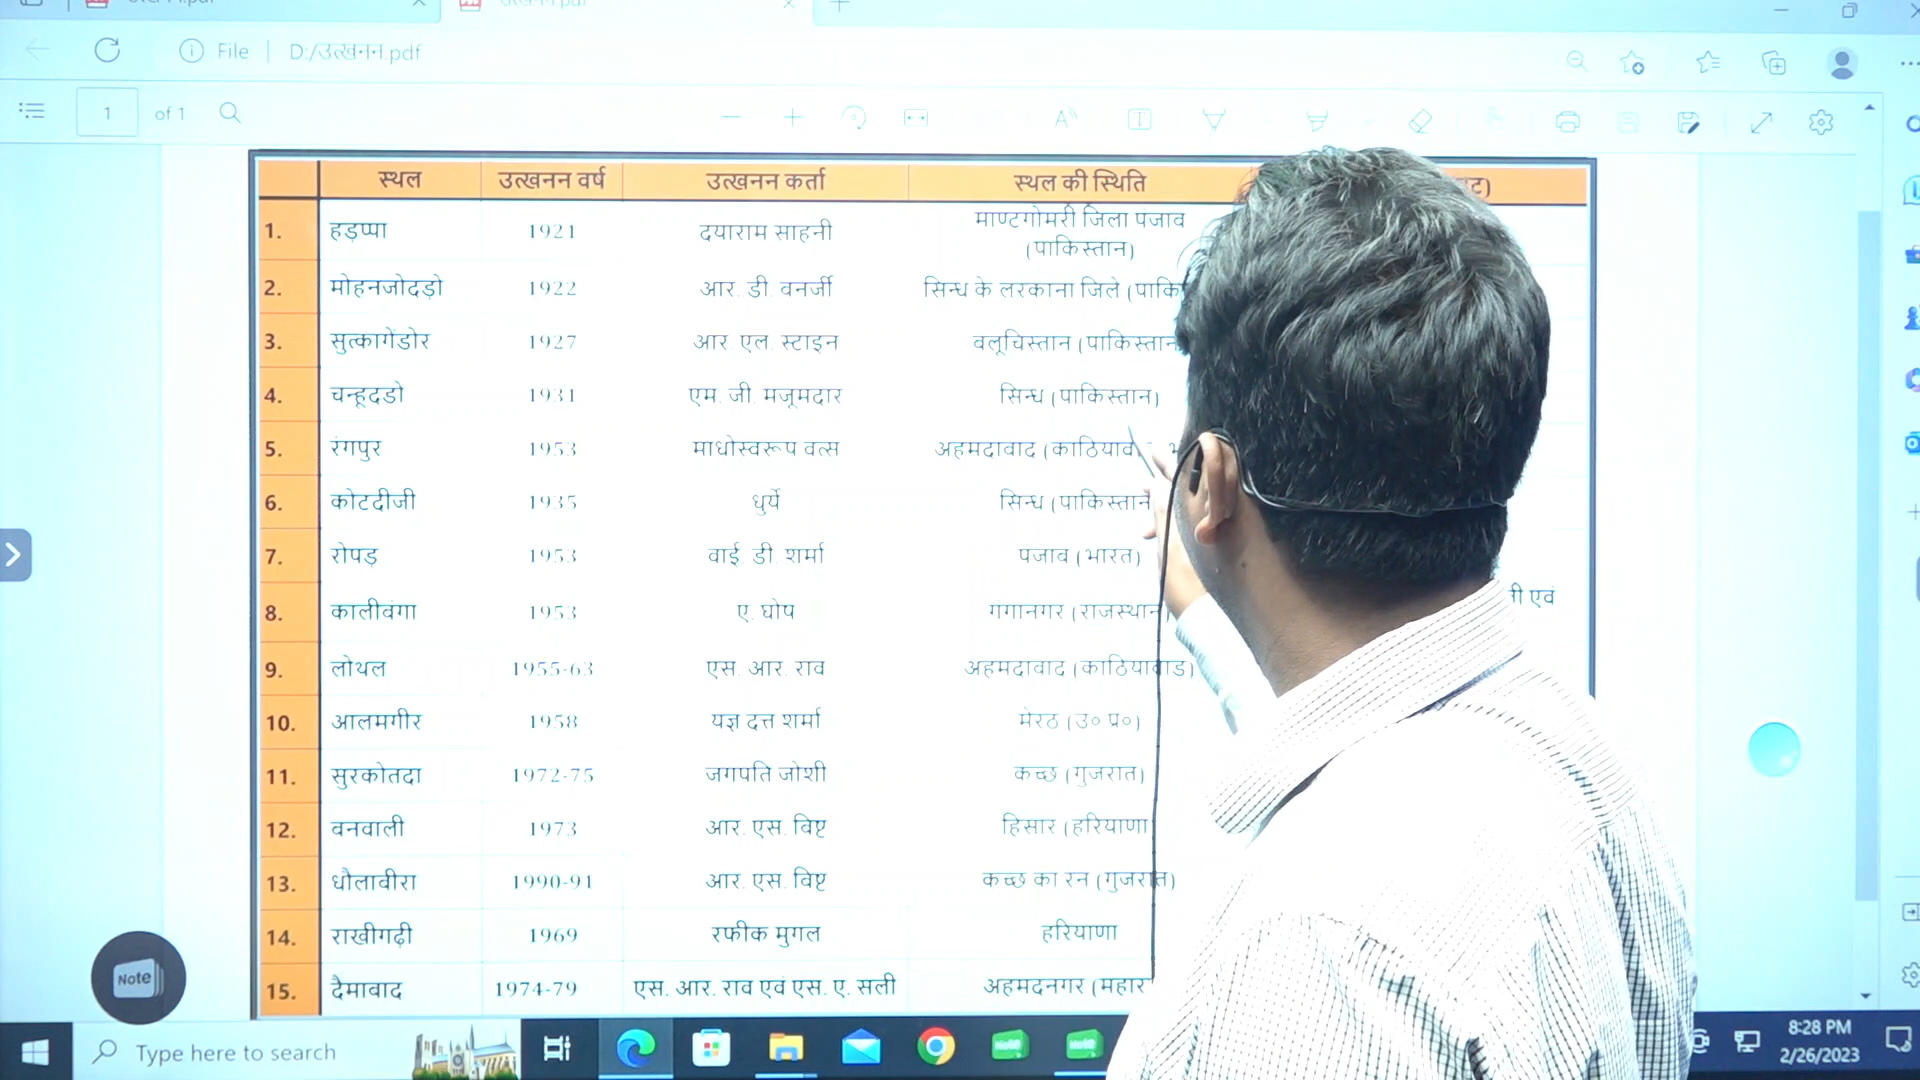 File D:/उत्खनन.pdf
1 of 1
स्थल उत्खनन वर्ष उत्खनन कर्ता स्थल की स्थिति
1. हड़प्पा 1921 दयाराम साहनी माण्टगोमरी जिला पंजाब
(पाकिस्तान)
2. मोहनजोदड़ो 1922 आर. डी. वनर्जी सिन्ध के लरकाना जिले (पाकि
3. सुत्कागेंडोर 1927 आर. एल. स्टाइन वलूचिस्तान (पाकिस्तान
4. चन्हूदडो 1931 एम. जी. मजूमदार सिन्ध (पाकिस्तान)
5. रंगपुर 1953 माधोस्वरूप वत्स अहमदावाद (काठियावा
6. कोटदीजी 1935 धुर्ये सिन्ध (पाकिस्तान
7. रोपड़ 1953 वाई. डी. शर्मा पंजाव (भारत)
8. कालीवंगा 1953 ए. घोष गंगानगर (राजस्थान एवं
9. लोथल 1955-63 एस. आर. राव अहमदावाद (काठियावाड)
10. आलमगीर 1958 यज्ञ दत्त शर्मा मेरठ (उ० प्र०)
11. सुरकोतदा 1972-75 जगपति जोशी कच्छ (गुजरात)
12. वनवाली 1973 आर. एस. विष्ट हिसार (हरियाणा
13. धौलावीरा 1990-91 आर. एस. विष्ट कच्छ का रन (गुजरात)
14. राखीगढ़ी 1969 रफीक मुगल हरियाणा
15. दैमावाद 1974-79 एस. आर. राव एवं एस. ए. सली अहमदनगर (महार
Note
Type here to search
Note
Note
8:28 PM
2/26/2023